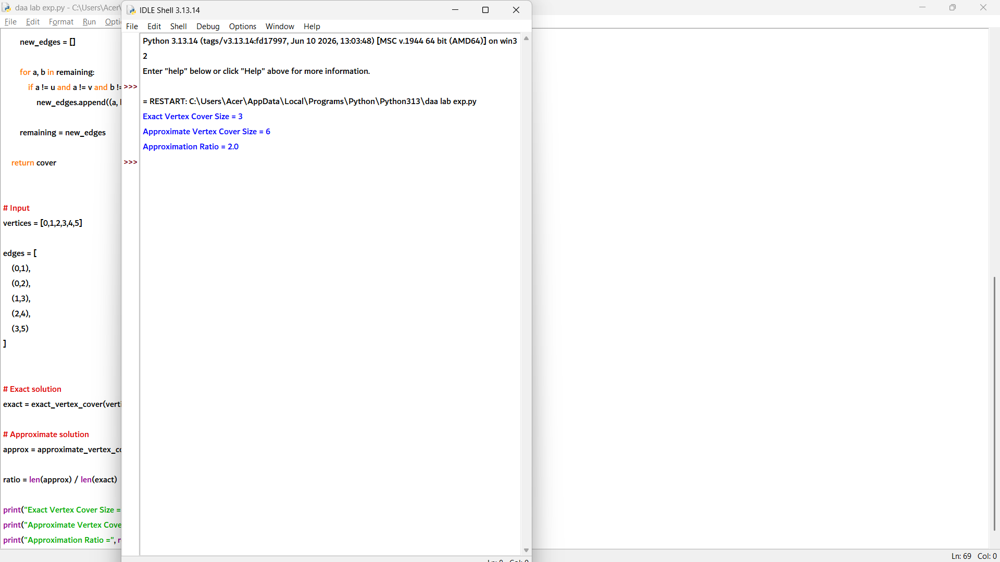 daa lab exp.py - C:\Users\Acer\
File Edit Format Run Opti
new_edges = []
for a, b in remaining:
if a != u and a != v and b !=
new_edges.append((a,
remaining = new_edges
return cover
# Input
vertices = [0,1,2,3,4,5]
edges = [
(0,1),
(0,2),
(1,3),
(2,4),
(3,5)
]
# Exact solution
exact = exact_vertex_cover(verti
# Approximate solution
approx = approximate_vertex_co
ratio = len(approx) / len(exact)
print("Exact Vertex Cover Size =
print("Approximate Vertex Cove
print("Approximation Ratio =", r
IDLE Shell 3.13.14
File Edit Shell Debug Options Window Help
Python 3.13.14 (tags/v3.13.14:fd17997, Jun 10 2026, 13:03:48) [MSC v.1944 64 bit (AMD64)] on win3
2
Enter "help" below or click "Help" above for more information.
>>>
= RESTART: C:\Users\Acer\AppData\Local\Programs\Python\Python313\daa lab exp.py
Exact Vertex Cover Size = 3
Approximate Vertex Cover Size = 6
Approximation Ratio = 2.0
>>>
Ln: 9 Col: 0
Ln: 69 Col: 0